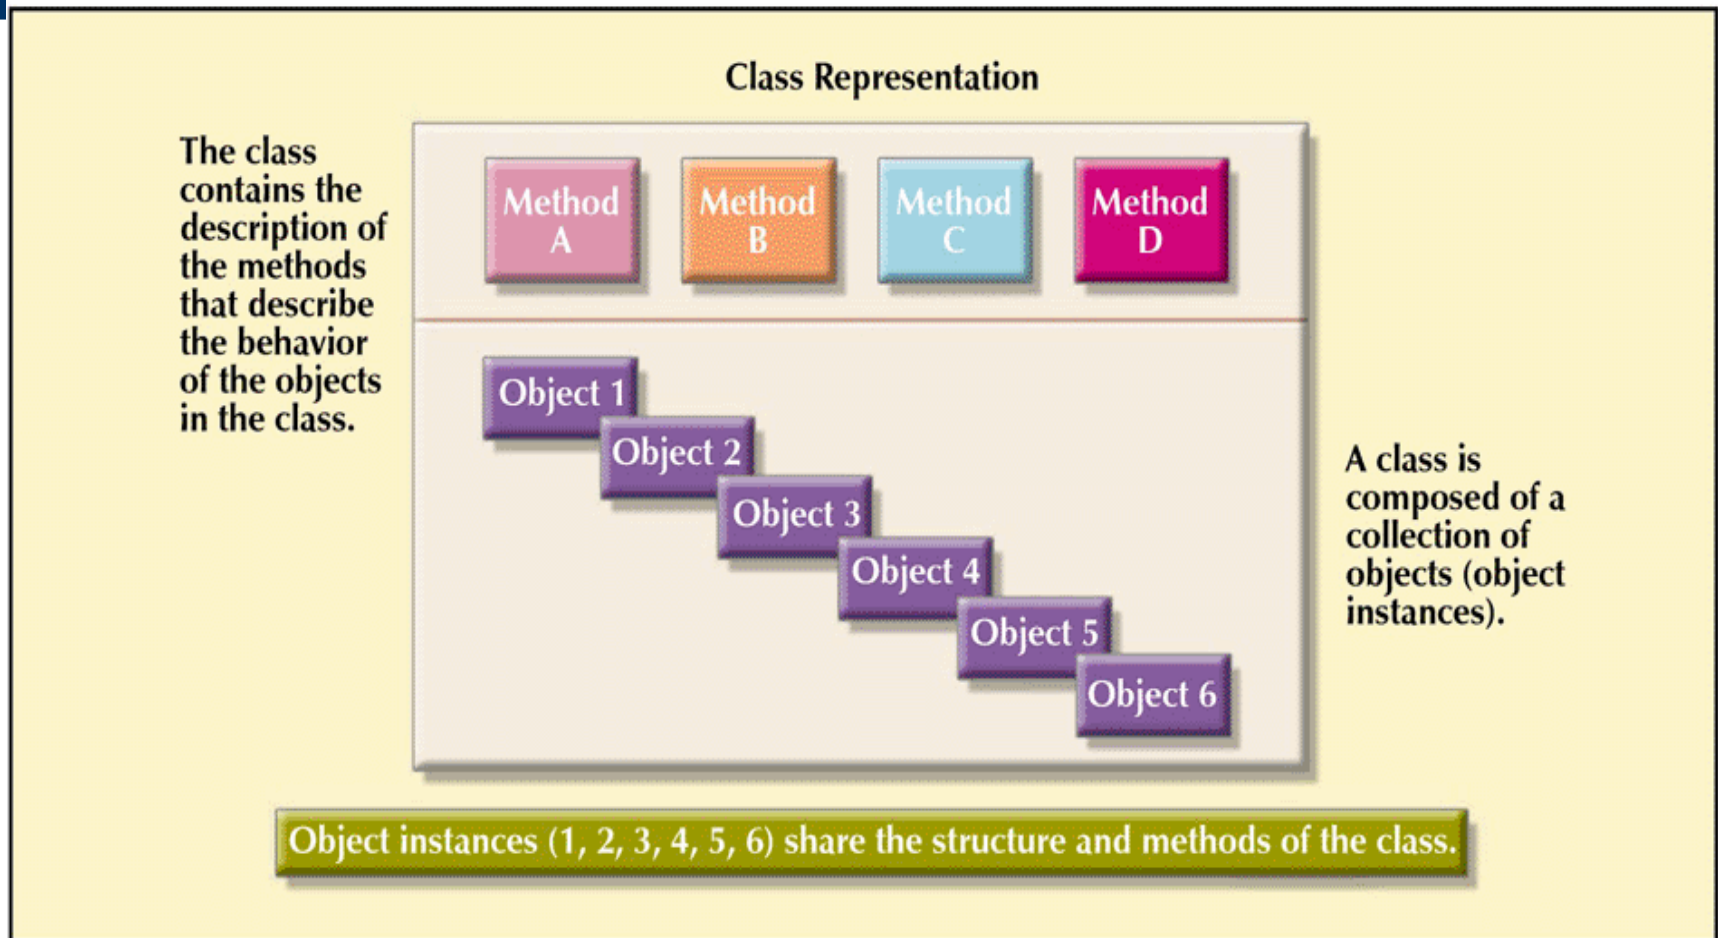 Class Representation
The class
contains the
description of
the methods
that describe
the behavior
of the objects
in the class.
Method
A
Method
B
Method
C
Method
D
Object 1
Object 2
Object 3
Object 4
Object 5
Object 6
A class is
composed of a
collection of
objects (object
instances).
Object instances (1, 2, 3, 4, 5, 6) share the structure and methods of the class.